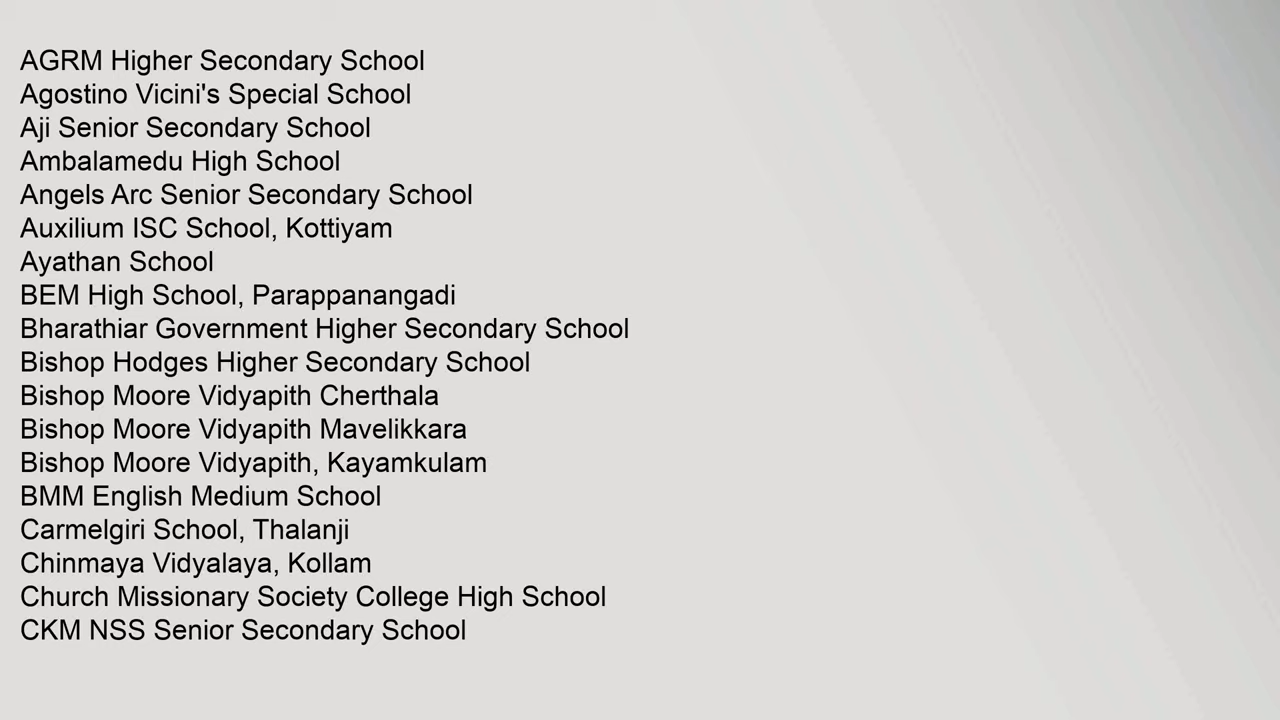 AGRM Higher Secondary School
Agostino Vicini's Special School
Aji Senior Secondary School
Ambalamedu High School
Angels Arc Senior Secondary School
Auxilium ISC School, Kottiyam
Ayathan School
BEM High School, Parappanangadi
Bharathiar Government Higher Secondary School
Bishop Hodges Higher Secondary School
Bishop Moore Vidyapith Cherthala
Bishop Moore Vidyapith Mavelikkara
Bishop Moore Vidyapith, Kayamkulam
BMM English Medium School
Carmelgiri School, Thalanji
Chinmaya Vidyalaya, Kollam
Church Missionary Society College High School
CKM NSS Senior Secondary School